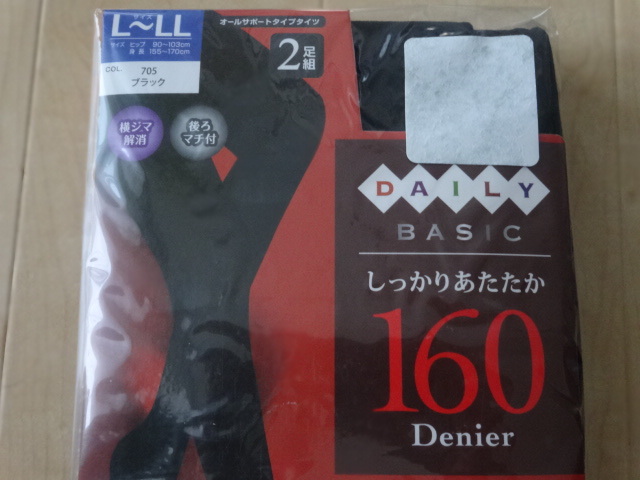 サイズ
L〜LL
サイズ ヒップ 90〜103cm
身長 155〜170cm
COL. 705
ブラック
オールサポートタイプタイツ
2足組
横ジマ
解消
後ろ
マチ付
DAILY
BASIC
しっかりあたたか
160
Denier